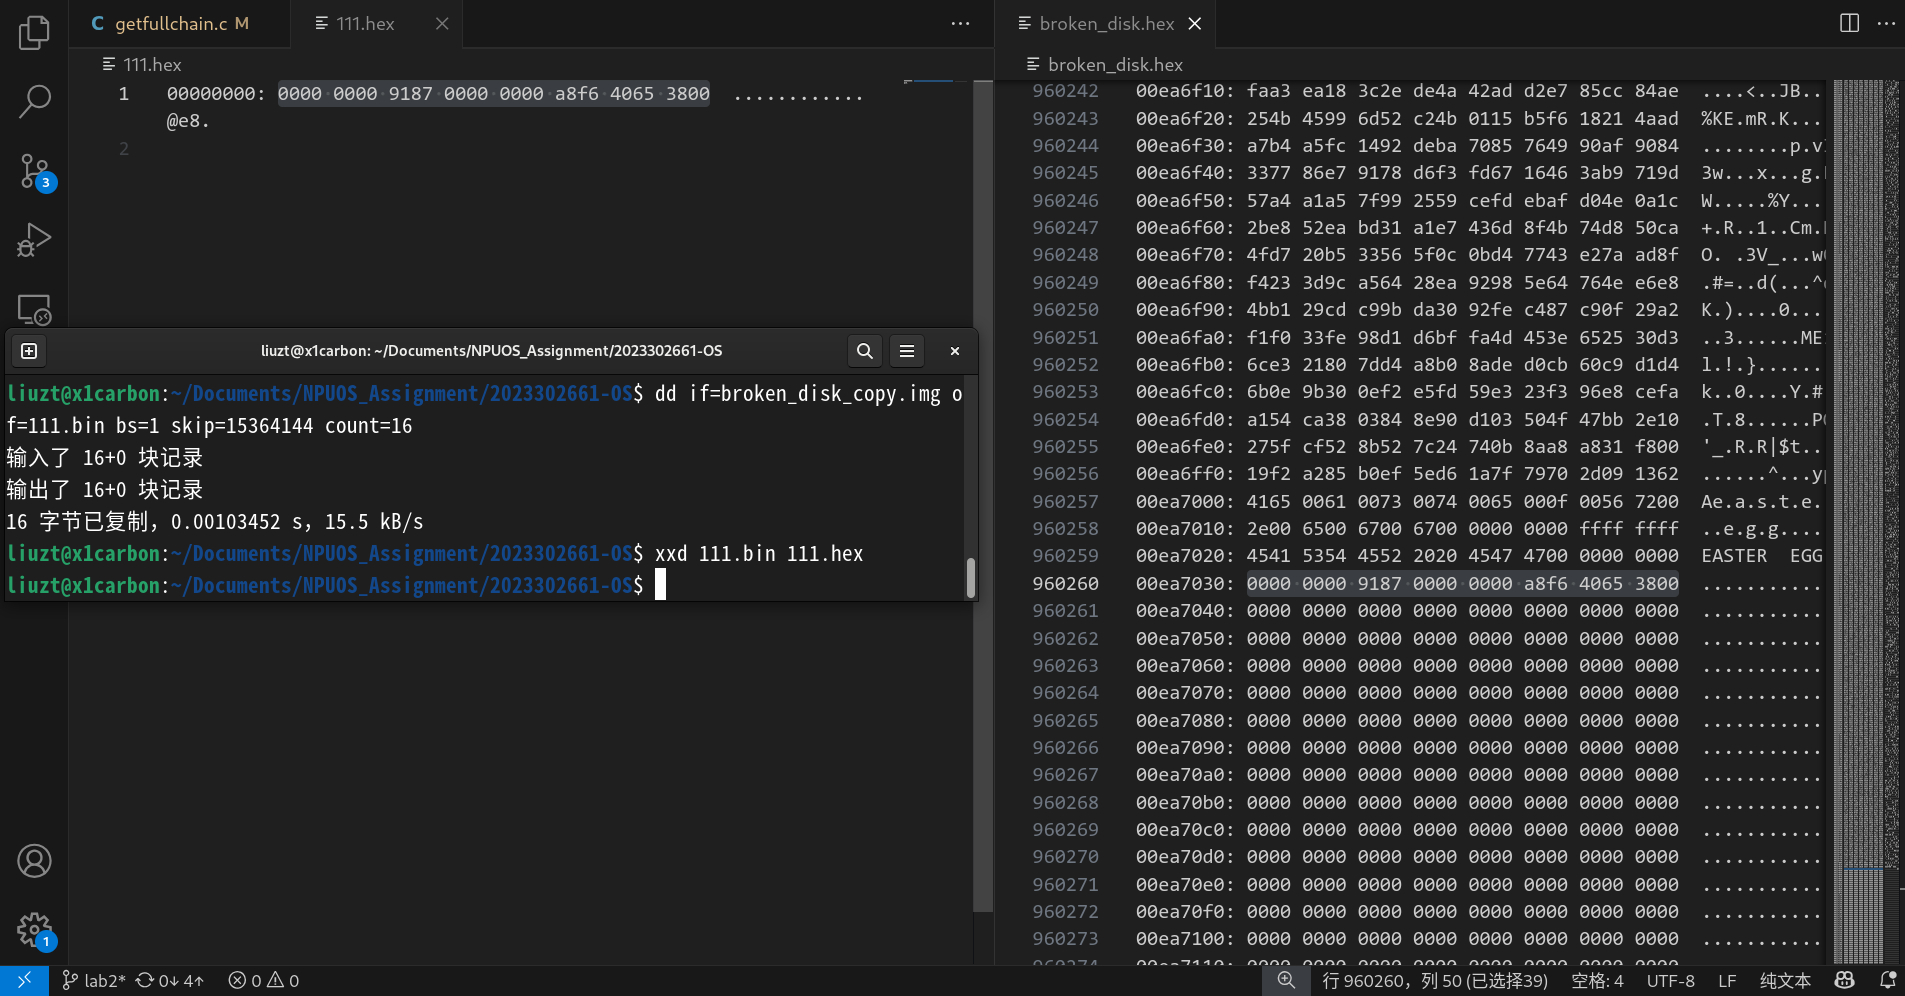 getfullchain.c M
111.hex
broken_disk.hex
111.hex
1 00000000: 0000 0000 9187 0000 0000 a8f6 4065 3800 ............
@e8.
2
broken_disk.hex
960242 00ea6f10: faa3 ea18 3c2e de4a 42ad d2e7 85cc 84ae ....<..JB..
960243 00ea6f20: 254b 4599 6d52 c24b 0115 b5f6 1821 4aad %KE.mR.K...
960244 00ea6f30: a7b4 a5fc 1492 deba 7085 7649 90af 9084 ........p.v
960245 00ea6f40: 3377 86e7 9178 d6f3 fd67 1646 3ab9 719d 3w...x...g.
960246 00ea6f50: 57a4 a1a5 7f99 2559 cefd ebaf d04e 0a1c W.....%Y...
960247 00ea6f60: 2be8 52ea bd31 a1e7 436d 8f4b 74d8 50ca +.R..1..Cm.
960248 00ea6f70: 4fd7 20b5 3356 5f0c 0bd4 7743 e27a ad8f O. .3V_...w
960249 00ea6f80: f423 3d9c a564 28ea 9298 5e64 764e e6e8 .#=..d(...^
960250 00ea6f90: 4bb1 29cd c99b da30 92fe c487 c90f 29a2 K.)....0...
960251 00ea6fa0: f1f0 33fe 98d1 d6bf fa4d 453e 6525 30d3 ..3......ME
960252 00ea6fb0: 6ce3 2180 7dd4 a8b0 8ade d0cb 60c9 d1d4 l.!.}......
960253 00ea6fc0: 6b0e 9b30 0ef2 e5fd 59e3 23f3 96e8 cefa k..0....Y.#
960254 00ea6fd0: a154 ca38 0384 8e90 d103 504f 47bb 2e10 .T.8......P
960255 00ea6fe0: 275f cf52 8b52 7c24 740b 8aa8 a831 f800 '_.R.R|$t..
960256 00ea6ff0: 19f2 a285 b0ef 5ed6 1a7f 7970 2d09 1362 ......^...y
960257 00ea7000: 4165 0061 0073 0074 0065 000f 0056 7200 Ae.a.s.t.e.
960258 00ea7010: 2e00 6500 6700 6700 0000 0000 ffff ffff ..e.g.g....
960259 00ea7020: 4541 5354 4552 2020 4547 4700 0000 0000 EASTER  EGG
960260 00ea7030: 0000 0000 9187 0000 0000 a8f6 4065 3800 ...........
960261 00ea7040: 0000 0000 0000 0000 0000 0000 0000 0000 ...........
960262 00ea7050: 0000 0000 0000 0000 0000 0000 0000 0000 ...........
960263 00ea7060: 0000 0000 0000 0000 0000 0000 0000 0000 ...........
960264 00ea7070: 0000 0000 0000 0000 0000 0000 0000 0000 ...........
960265 00ea7080: 0000 0000 0000 0000 0000 0000 0000 0000 ...........
960266 00ea7090: 0000 0000 0000 0000 0000 0000 0000 0000 ...........
960267 00ea70a0: 0000 0000 0000 0000 0000 0000 0000 0000 ...........
960268 00ea70b0: 0000 0000 0000 0000 0000 0000 0000 0000 ...........
960269 00ea70c0: 0000 0000 0000 0000 0000 0000 0000 0000 ...........
960270 00ea70d0: 0000 0000 0000 0000 0000 0000 0000 0000 ...........
960271 00ea70e0: 0000 0000 0000 0000 0000 0000 0000 0000 ...........
960272 00ea70f0: 0000 0000 0000 0000 0000 0000 0000 0000 ...........
960273 00ea7100: 0000 0000 0000 0000 0000 0000 0000 0000 ...........
liuzt@x1carbon: ~/Documents/NPUOS_Assignment/2023302661-OS
liuzt@x1carbon:~/Documents/NPUOS_Assignment/2023302661-OS$ dd if=broken_disk_copy.img o
f=111.bin bs=1 skip=15364144 count=16
输入了 16+0 块记录
输出了 16+0 块记录
16 字节已复制，0.00103452 s，15.5 kB/s
liuzt@x1carbon:~/Documents/NPUOS_Assignment/2023302661-OS$ xxd 111.bin 111.hex
liuzt@x1carbon:~/Documents/NPUOS_Assignment/2023302661-OS$
3
1
lab2* 0↓ 4↑ 0 0
行 960260，列 50 (已选择39) 空格: 4 UTF-8 LF 纯文本